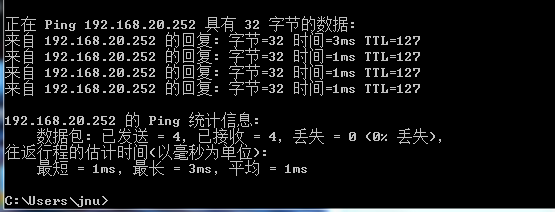 正在 Ping 192.168.20.252 具有 32 字节的数据:
来自 192.168.20.252 的回复: 字节=32 时间=3ms TTL=127
来自 192.168.20.252 的回复: 字节=32 时间=1ms TTL=127
来自 192.168.20.252 的回复: 字节=32 时间=1ms TTL=127
来自 192.168.20.252 的回复: 字节=32 时间=1ms TTL=127
192.168.20.252 的 Ping 统计信息:
数据包: 已发送 = 4, 已接收 = 4, 丢失 = 0 (0% 丢失),
往返行程的估计时间(以毫秒为单位):
最短 = 1ms, 最长 = 3ms, 平均 = 1ms
C:\Users\jnu>